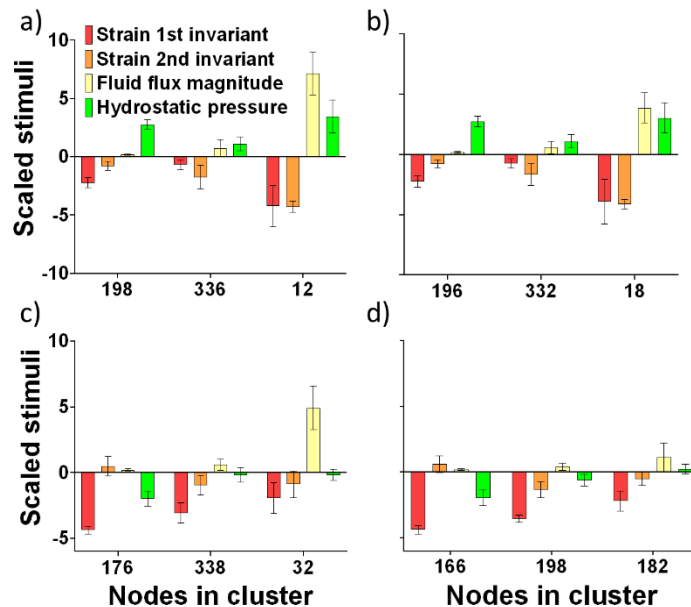 a)
b)
Strain 1st invariant
Strain 2nd invariant
Fluid flux magnitude
Hydrostatic pressure
Scaled stimuli
10
5
0
-5
-10
198 336 12
196 332 18
c)
d)
Scaled stimuli
10
5
0
-5
-10
176 338 32
166 198 182
Nodes in cluster
Nodes in cluster